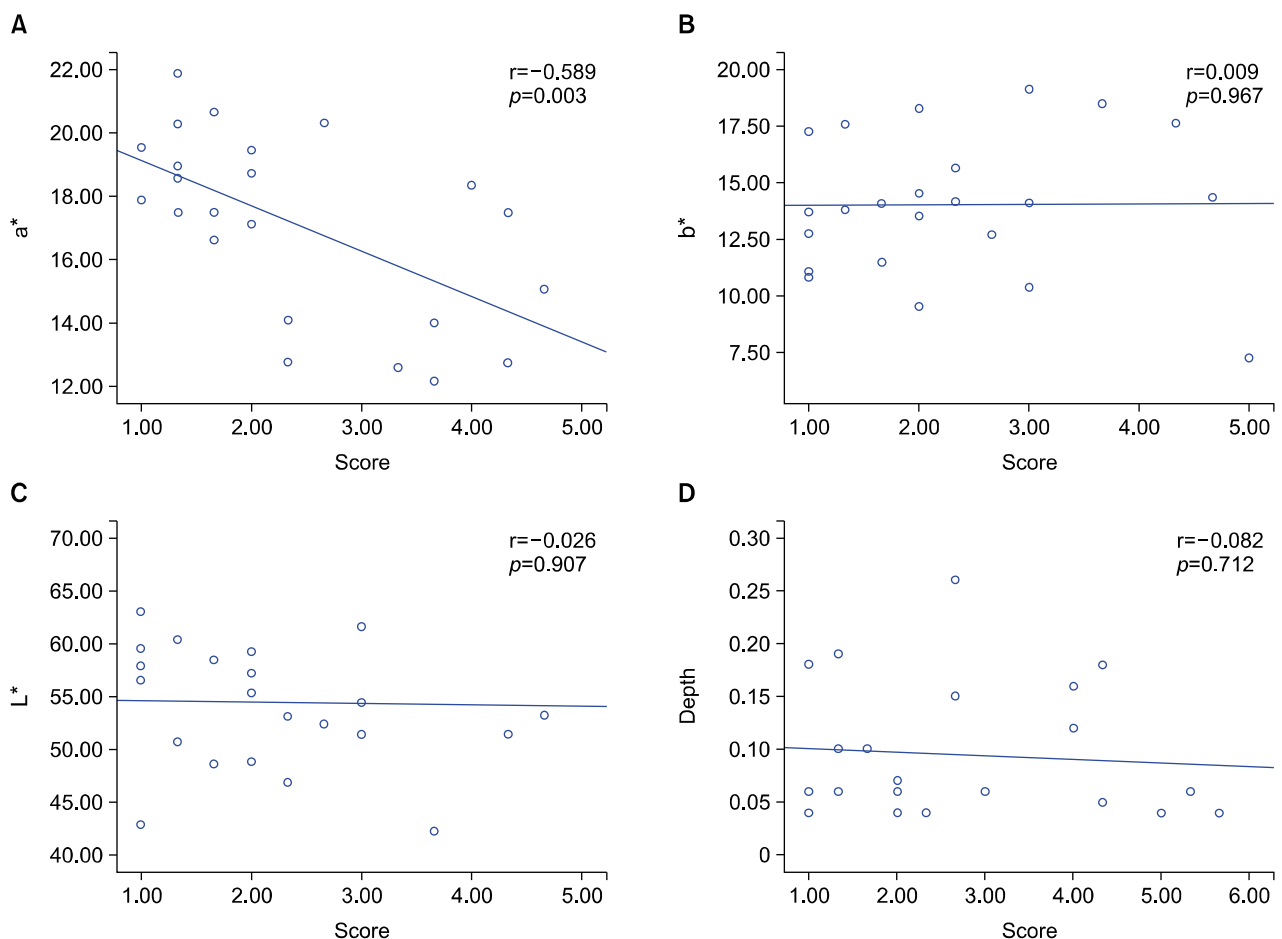 A
r=−0.589
p=0.003
22.00
20.00
18.00
16.00
14.00
12.00
a*
1.00 2.00 3.00 4.00 5.00
Score
B
r=0.009
p=0.967
20.00
17.50
15.00
12.50
10.00
7.50
b*
1.00 2.00 3.00 4.00 5.00
Score
C
r=−0.026
p=0.907
70.00
65.00
60.00
55.00
50.00
45.00
40.00
L*
1.00 2.00 3.00 4.00 5.00
Score
D
r=−0.082
p=0.712
0.30
0.25
0.20
0.15
0.10
0.05
0
Depth
1.00 2.00 3.00 4.00 5.00 6.00
Score